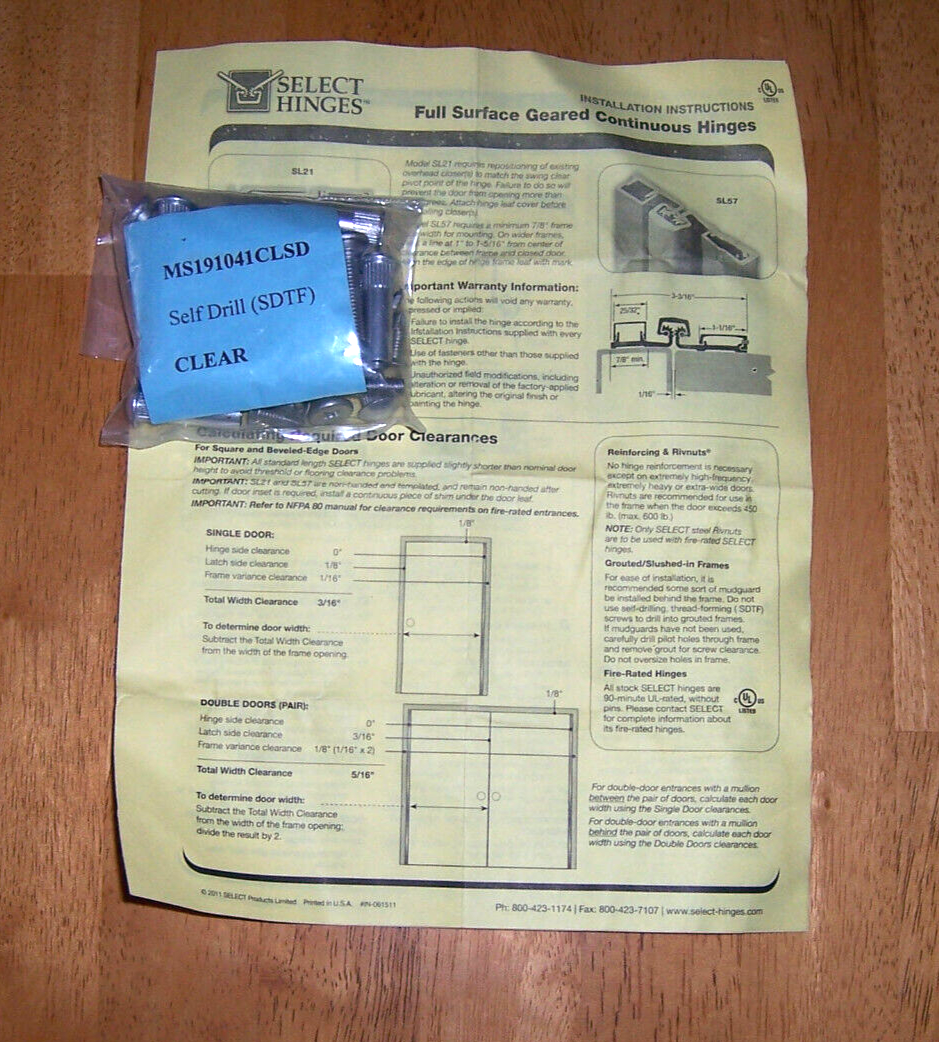 SELECT
HINGES™
INSTALLATION INSTRUCTIONS
Full Surface Geared Continuous Hinges
C UL US
LISTED
SL21
Model SL21 requires repositioning of existing
overhead closer(s) to match the swing clear
pivot point of the hinge. Failure to do so will
prevent the door from opening more than
degrees. Attach hinge leaf cover before
closer(s).
SL57 requires a minimum 7/8" frame
width for mounting. On wider frames,
a line at 1" to 1-5/16" from center of
clearance between frame and closed door.
the edge of hinge frame leaf with mark.
SL57
MS191041CLSD
Self Drill (SDTF)
CLEAR
Important Warranty Information:
following actions will void any warranty,
expressed or implied:
Failure to install the hinge according to the
Installation Instructions supplied with every
SELECT hinge.
Use of fasteners other than those supplied
with the hinge.
Unauthorized field modifications, including
alteration or removal of the factory-applied
lubricant, altering the original finish or
painting the hinge.
3-3/16"
25/32"
1-1/16"
7/8" min.
1/16"
Calculating Required Door Clearances
For Square and Beveled-Edge Doors
IMPORTANT: All standard length SELECT hinges are supplied slightly shorter than nominal door
height to avoid threshold or flooring clearance problems.
IMPORTANT: SL21 and SL57 are non-handed and templated, and remain non-handed after
cutting. If door inset is required, install a continuous piece of shim under the door leaf.
IMPORTANT: Refer to NFPA 80 manual for clearance requirements on fire-rated entrances.
SINGLE DOOR:
Hinge side clearance 0"
Latch side clearance 1/8"
Frame variance clearance 1/16"
Total Width Clearance 3/16"
To determine door width:
Subtract the Total Width Clearance
from the width of the frame opening.
1/8"
DOUBLE DOORS (PAIR):
Hinge side clearance 0"
Latch side clearance 3/16"
Frame variance clearance 1/8" (1/16" x 2)
Total Width Clearance 5/16"
To determine door width:
Subtract the Total Width Clearance
from the width of the frame opening;
divide the result by 2.
1/8"
Reinforcing & Rivnuts®
No hinge reinforcement is necessary
except on extremely high-frequency,
extremely heavy or extra-wide doors.
Rivnuts are recommended for use in
the frame when the door exceeds 450
lb. (max. 600 lb.)
NOTE: Only SELECT steel Rivnuts
are to be used with fire-rated SELECT
hinges.
Grouted/Slushed-in Frames
For ease of installation, it is
recommended some sort of mudguard
be installed behind the frame. Do not
use self-drilling, thread-forming (SDTF)
screws to drill into grouted frames.
If mudguards have not been used,
carefully drill pilot holes through frame
and remove grout for screw clearance.
Do not oversize holes in frame.
Fire-Rated Hinges
All stock SELECT hinges are
90-minute UL-rated, without
pins. Please contact SELECT
for complete information about
its fire-rated hinges.
C UL US
LISTED
For double-door entrances with a mullion
between the pair of doors, calculate each door
width using the Single Door clearances.
For double-door entrances with a mullion
behind the pair of doors, calculate each door
width using the Double Doors clearances.
© 2011 SELECT Products Limited Printed in U.S.A. #IN-061511
Ph: 800-423-1174 | Fax: 800-423-7107 | www.select-hinges.com